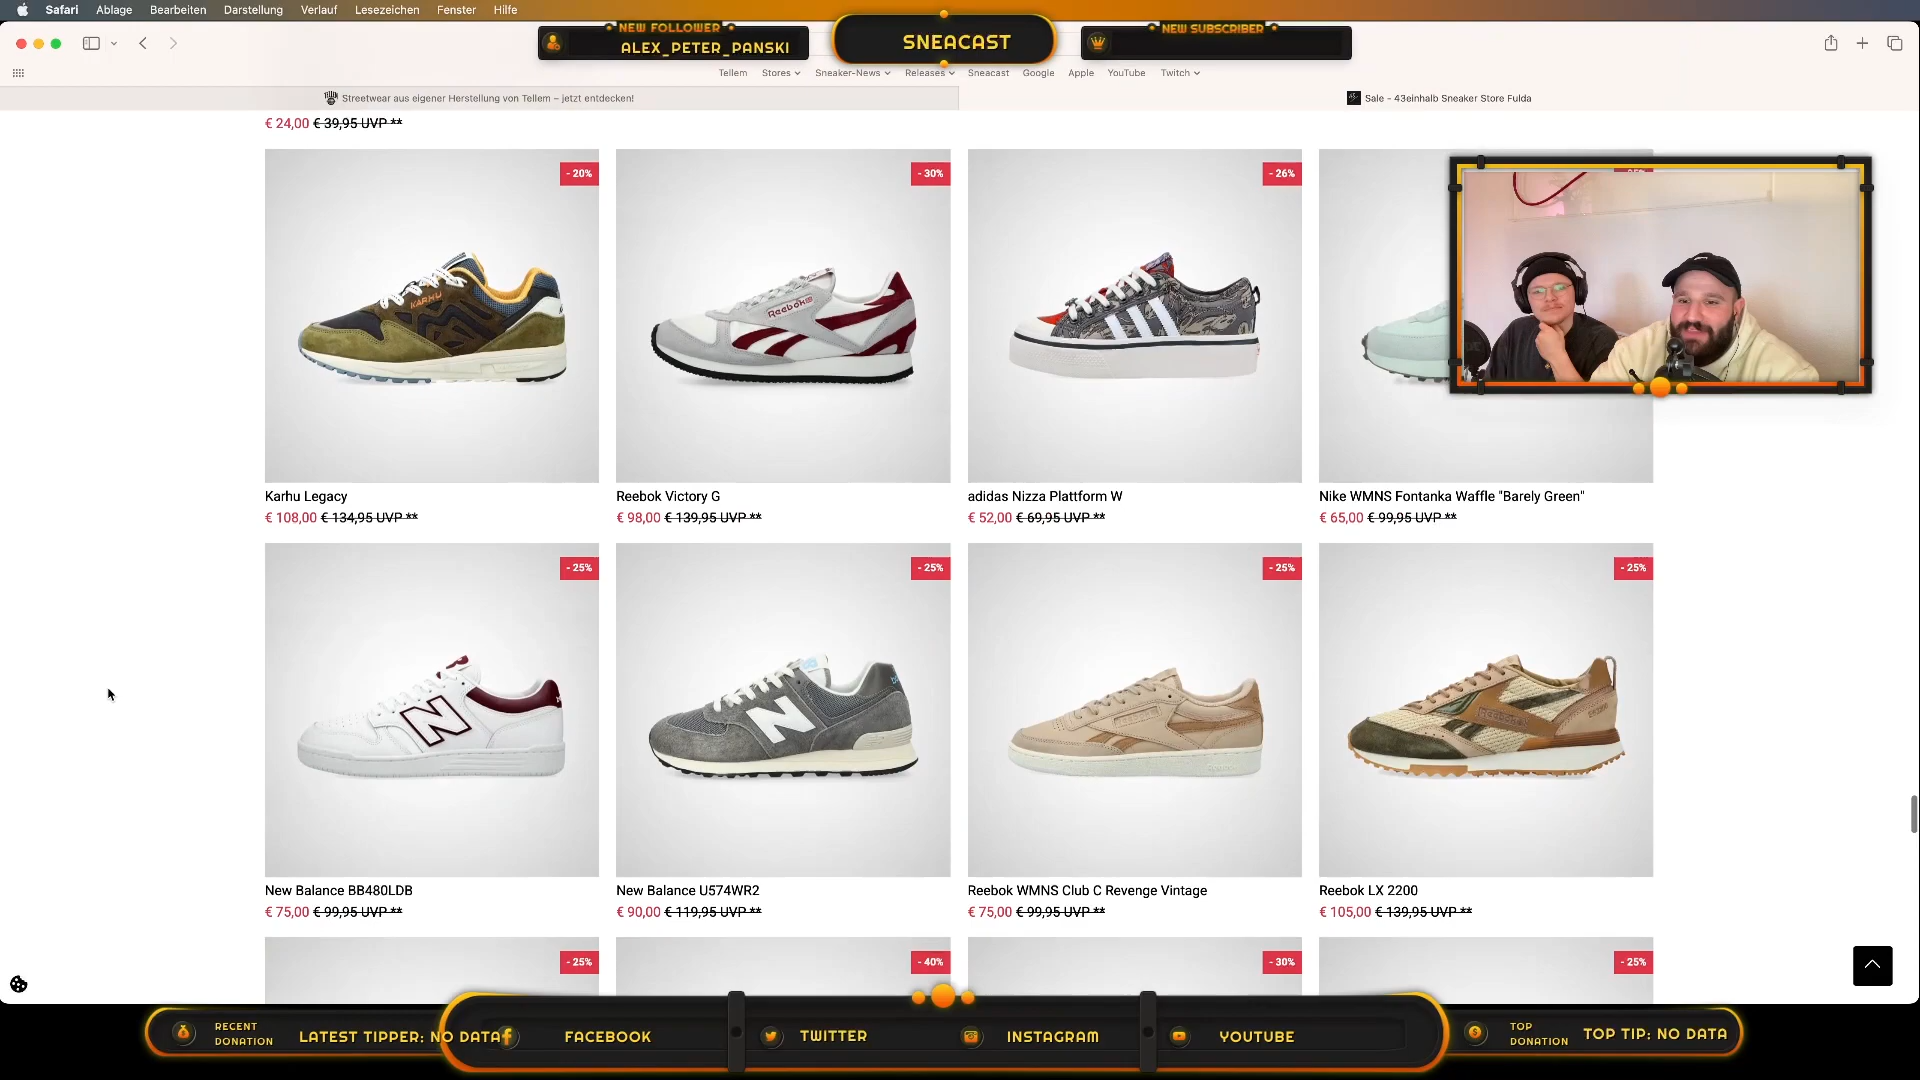 Safari Ablage Bearbeiten Darstellung Verlauf Lesezeichen Fenster Hilfe
NEW FOLLOWER
ALEX_PETER_PANSKI
SNEACAST
NEW SUBSCRIBER
Tellem Stores Sneaker-News Releases Sneacast Google Apple YouTube Twitch
Streetwear aus eigener Herstellung von Tellem – jetzt entdecken!
Sale - 43einhalb Sneaker Store Fulda
€ 24,00 € 39,95 UVP **
- 20%
- 30%
- 26%
KARHU
Reebok
Karhu Legacy
€ 108,00 € 134,95 UVP **
Reebok Victory G
€ 98,00 € 139,95 UVP **
adidas Nizza Plattform W
€ 52,00 € 69,95 UVP **
Nike WMNS Fontanka Waffle "Barely Green"
€ 65,00 € 99,95 UVP **
- 25%
- 25%
- 25%
- 25%
N
N
Reebok
New Balance BB480LDB
€ 75,00 € 99,95 UVP **
New Balance U574WR2
€ 90,00 € 119,95 UVP **
Reebok WMNS Club C Revenge Vintage
€ 75,00 € 99,95 UVP **
Reebok LX 2200
€ 105,00 € 139,95 UVP **
- 25%
- 40%
- 30%
- 25%
RECENT
DONATION
LATEST TIPPER: NO DATA
FACEBOOK
TWITTER
INSTAGRAM
YOUTUBE
TOP
DONATION
TOP TIP: NO DATA